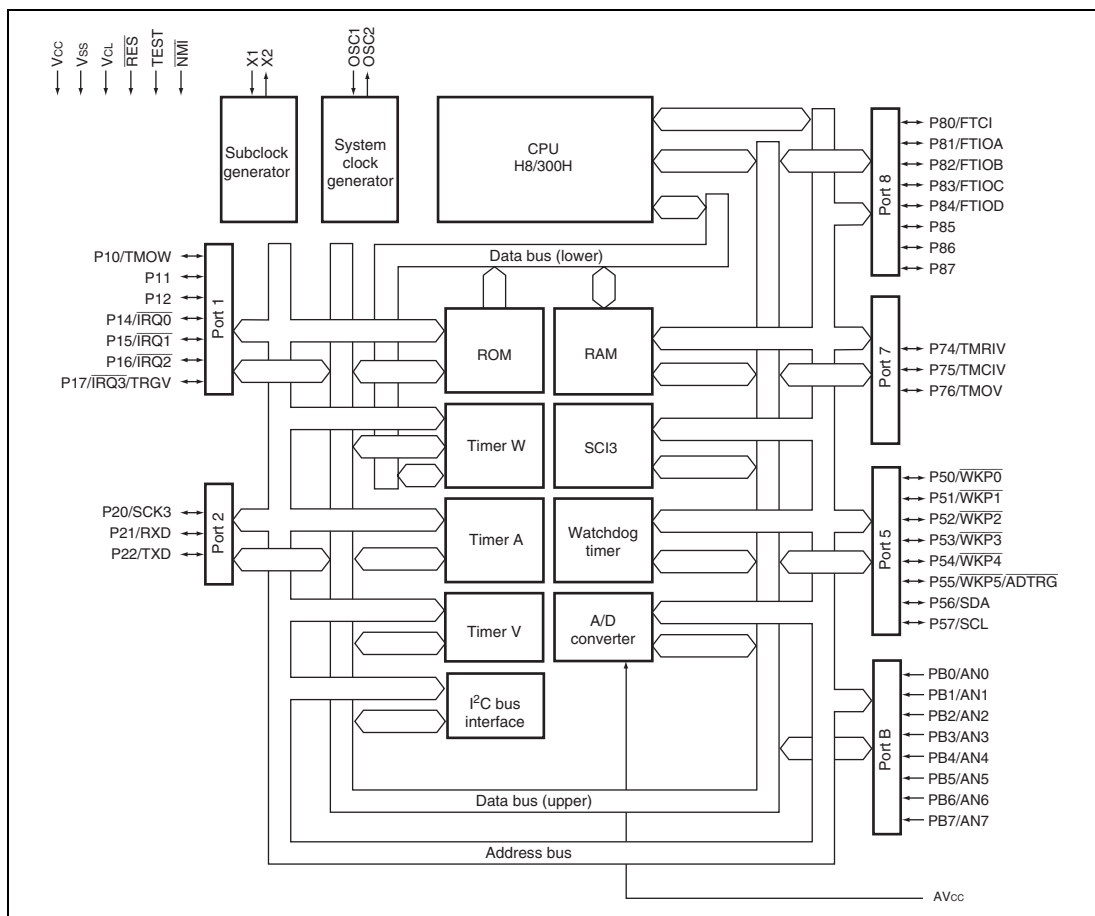 Vcc
Vss
VCL
RES
TEST
NMI
X1
X2
OSC1
OSC2
Subclock
generator
System
clock
generator
CPU
H8/300H
Port 8
P80/FTCI
P81/FTIOA
P82/FTIOB
P83/FTIOC
P84/FTIOD
P85
P86
P87
Data bus (lower)
P10/TMOW
P11
P12
P14/IRQ0
P15/IRQ1
P16/IRQ2
P17/IRQ3/TRGV
Port 1
ROM
RAM
Port 7
P74/TMRIV
P75/TMCIV
P76/TMOV
Timer W
SCI3
P20/SCK3
P21/RXD
P22/TXD
Port 2
Timer A
Watchdog
timer
Port 5
P50/WKP0
P51/WKP1
P52/WKP2
P53/WKP3
P54/WKP4
P55/WKP5/ADTRG
P56/SDA
P57/SCL
Timer V
A/D
converter
I²C bus
interface
Port B
PB0/AN0
PB1/AN1
PB2/AN2
PB3/AN3
PB4/AN4
PB5/AN5
PB6/AN6
PB7/AN7
Data bus (upper)
Address bus
AVcc